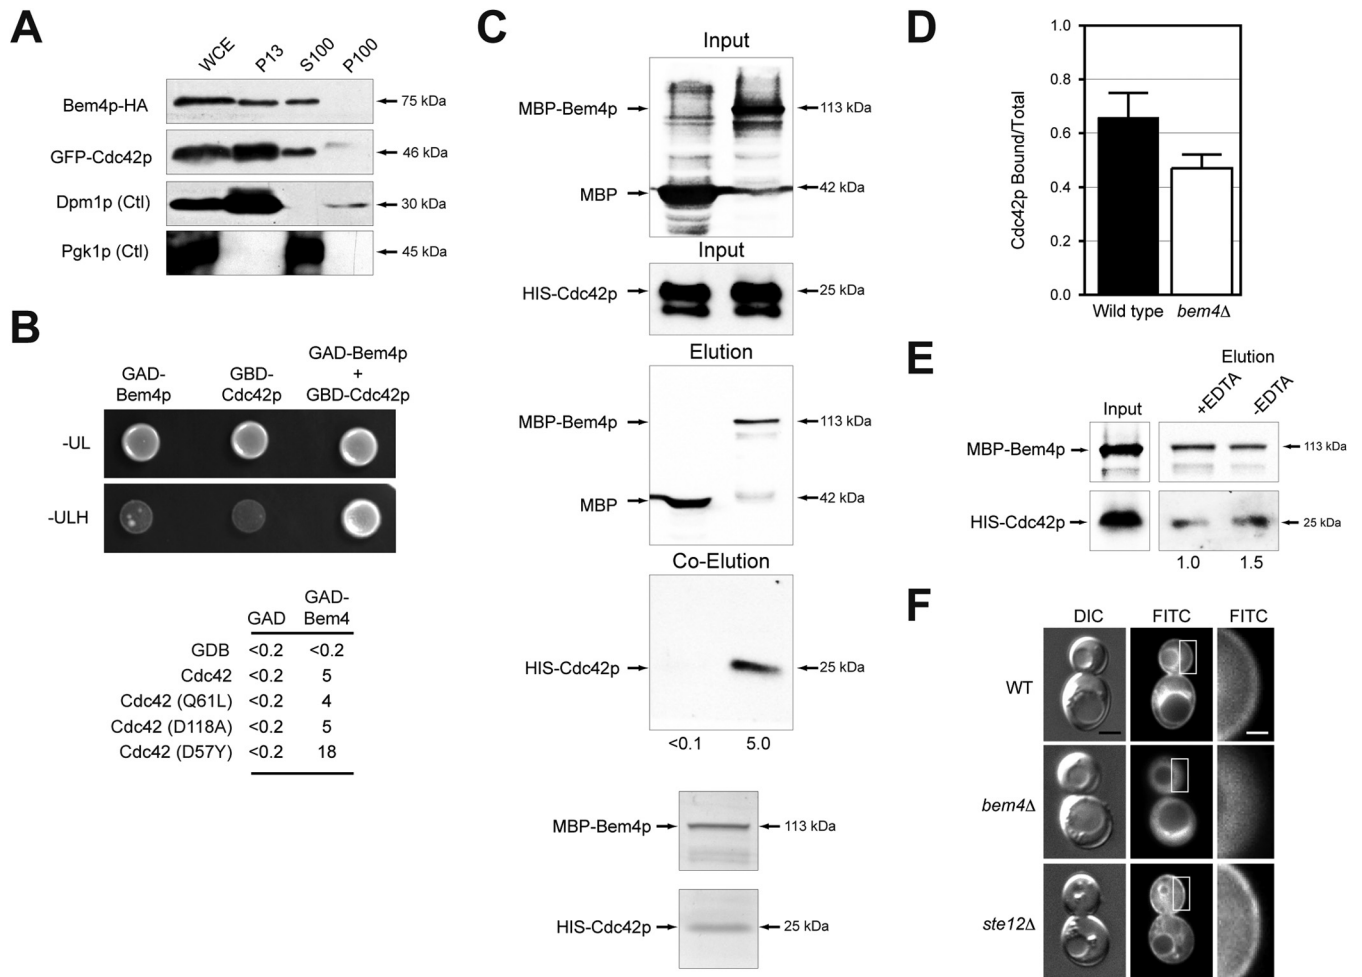 A
WCE P13 S100 P100
Bem4p-HA 75 kDa
GFP-Cdc42p 46 kDa
Dpm1p (Ctl) 30 kDa
Pgk1p (Ctl) 45 kDa
B
GAD-Bem4p
+
GBD-Cdc42p
GAD-
Bem4p
GBD-
Cdc42p
-UL
-ULH
GAD GAD-
Bem4
GDB <0.2 <0.2
Cdc42 <0.2 5
Cdc42 (Q61L) <0.2 4
Cdc42 (D118A) <0.2 5
Cdc42 (D57Y) <0.2 18
C
Input
MBP-Bem4p 113 kDa
MBP 42 kDa
Input
HIS-Cdc42p 25 kDa
Elution
MBP-Bem4p 113 kDa
MBP 42 kDa
Co-Elution
HIS-Cdc42p 25 kDa
<0.1 5.0
MBP-Bem4p 113 kDa
HIS-Cdc42p 25 kDa
D
Cdc42p Bound/Total
1.0
0.8
0.6
0.4
0.2
0.0
Wild type bem4Δ
E
Elution
Input +EDTA -EDTA
MBP-Bem4p 113 kDa
HIS-Cdc42p 25 kDa
1.0 1.5
F
DIC FITC FITC
WT
bem4Δ
ste12Δ